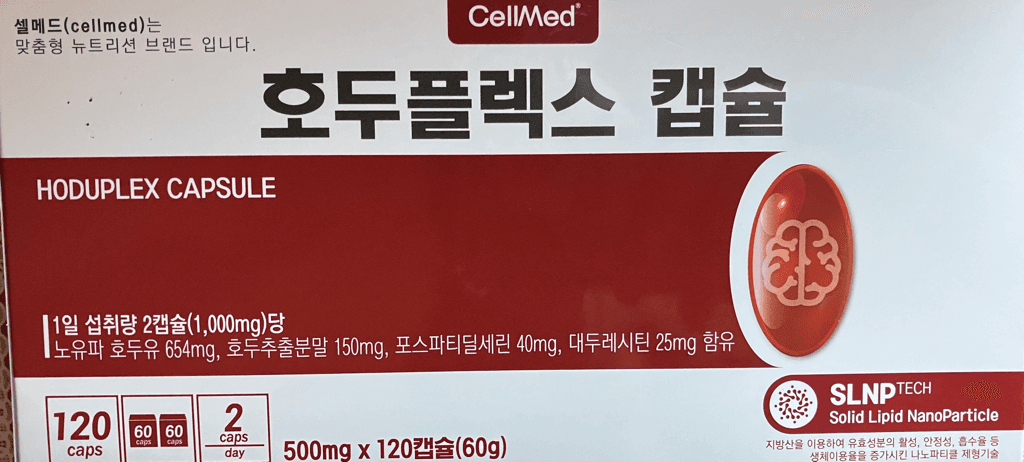 셀메드(cellmed)는
맞춤형 뉴트리션 브랜드 입니다.
CellMed®
호두플렉스 캡슐
HODUPLEX CAPSULE
1일 섭취량 2캡슐(1,000mg)당
노유파 호두유 654mg, 호두추출분말 150mg, 포스파티딜세린 40mg, 대두레시틴 25mg 함유
120
caps
60 60
caps caps
2
caps
day
500mg x 120캡슐(60g)
SLNP TECH
Solid Lipid NanoParticle
지방산을 이용하여 유효성분의 활성, 안정성, 흡수율 등
생체이용율을 증가시킨 나노파티클 제형기술